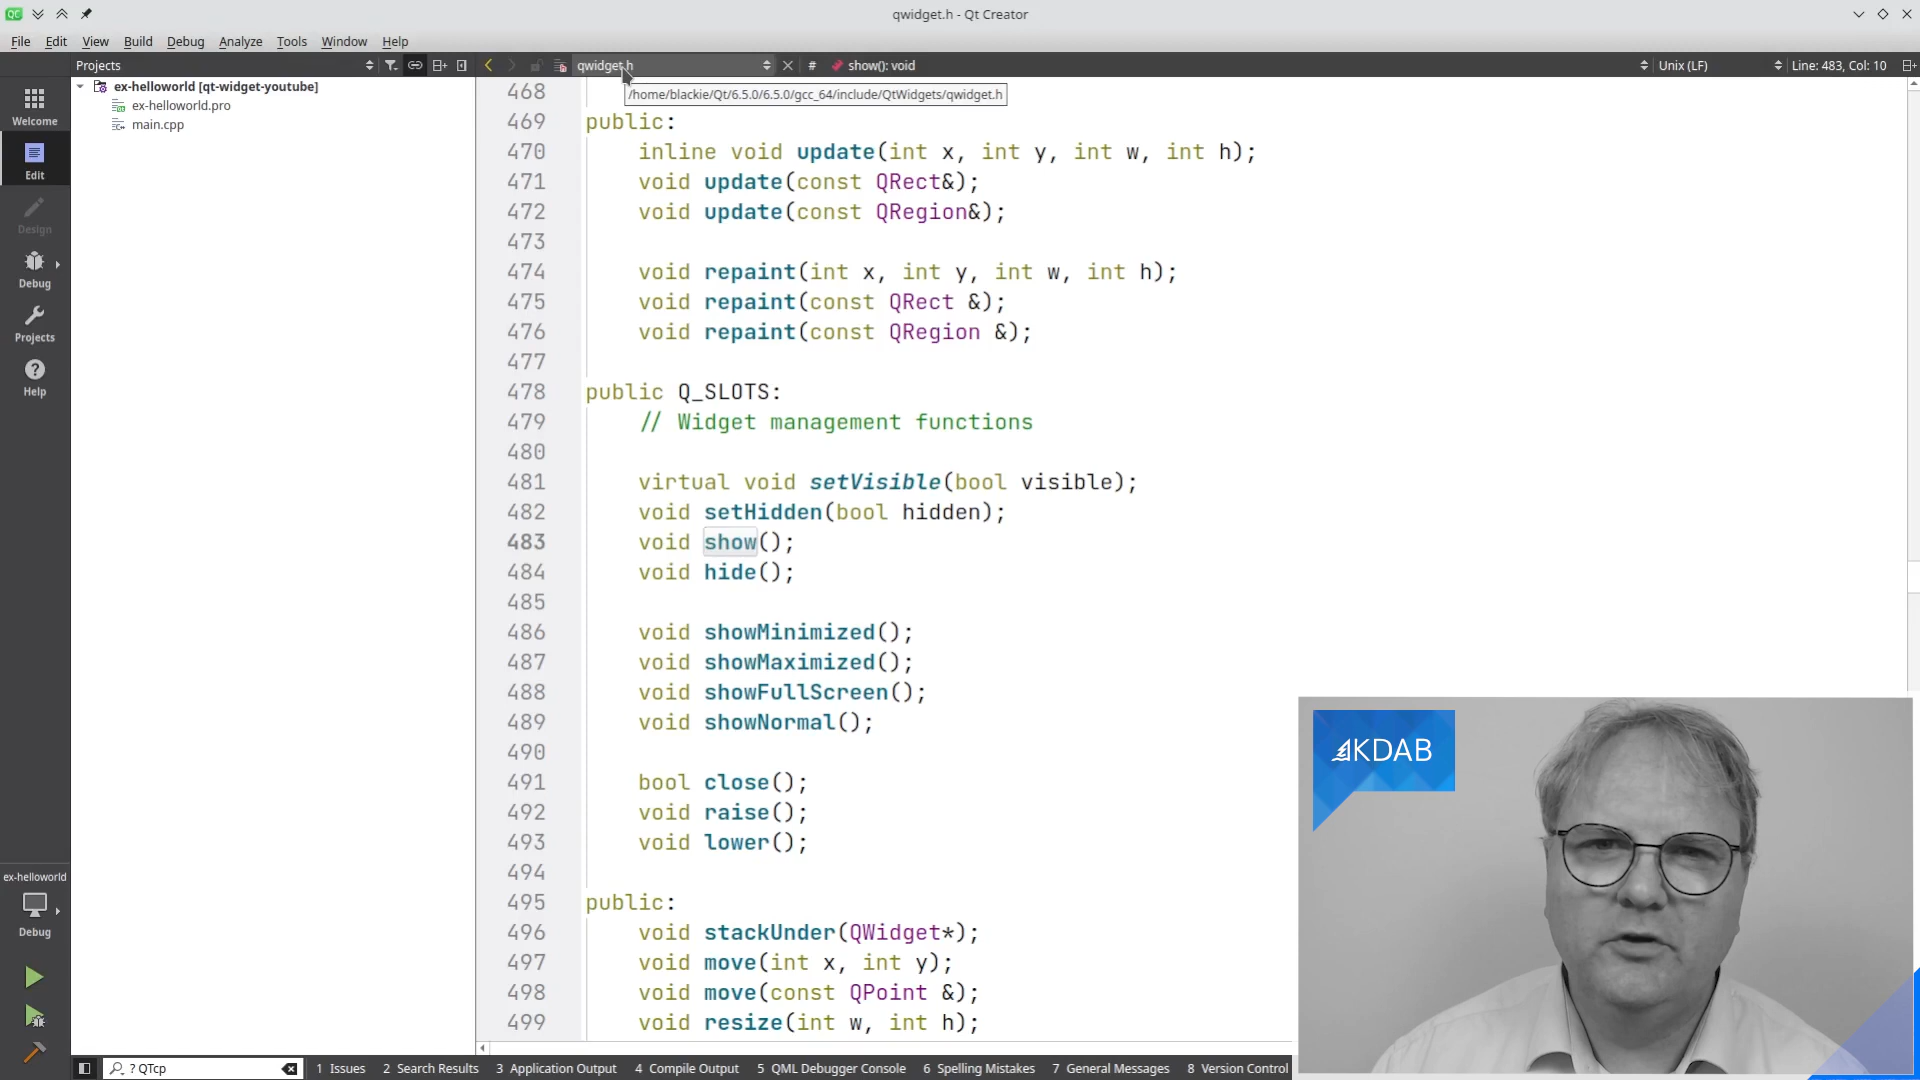 qwidget.h - Qt Creator
File Edit View Build Debug Analyze Tools Window Help
Projects
qwidget.h
#
show(): void
Unix (LF)
Line: 483, Col: 10
/home/blackie/Qt/6.5.0/6.5.0/gcc_64/include/QtWidgets/qwidget.h
Welcome
Edit
Design
Debug
Projects
Help
ex-helloworld
Debug
ex-helloworld [qt-widget-youtube]
ex-helloworld.pro
main.cpp
468
469 public:
470 inline void update(int x, int y, int w, int h);
471 void update(const QRect&);
472 void update(const QRegion&);
473
474 void repaint(int x, int y, int w, int h);
475 void repaint(const QRect &);
476 void repaint(const QRegion &);
477
478 public Q_SLOTS:
479 // Widget management functions
480
481 virtual void setVisible(bool visible);
482 void setHidden(bool hidden);
483 void show();
484 void hide();
485
486 void showMinimized();
487 void showMaximized();
488 void showFullScreen();
489 void showNormal();
490
491 bool close();
492 void raise();
493 void lower();
494
495 public:
496 void stackUnder(QWidget*);
497 void move(int x, int y);
498 void move(const QPoint &);
499 void resize(int w, int h);
KDAB
? QTcp
1 Issues 2 Search Results 3 Application Output 4 Compile Output 5 QML Debugger Console 6 Spelling Mistakes 7 General Messages 8 Version Control